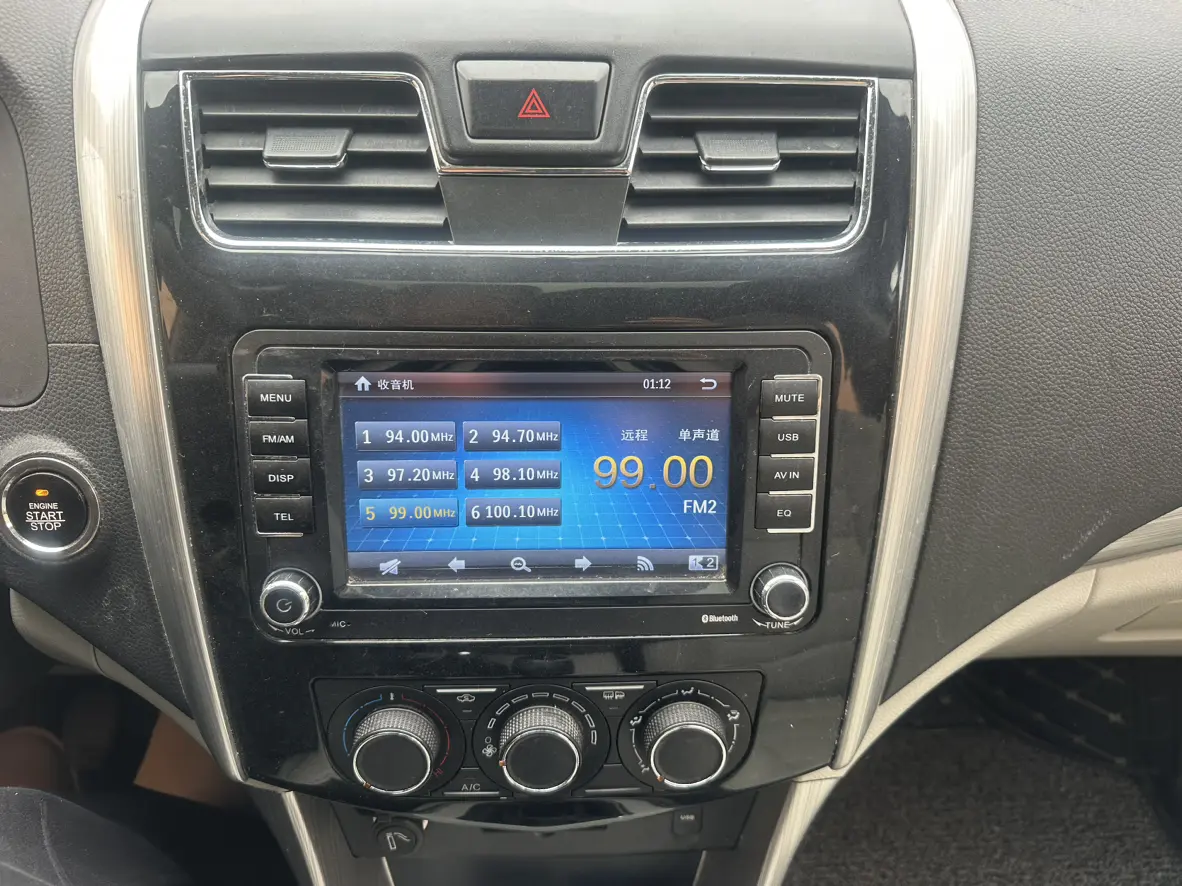 收音机 01:12
MENU
FM/AM
DISP
TEL
1 94.00MHz 2 94.70MHz
3 97.20MHz 4 98.10MHz
5 99.00MHz 6 100.10MHz
远程 单声道
99.00
FM2
2
MUTE
USB
AV IN
EQ
ENGINE
START
STOP
VOL
MIC
Bluetooth
TUNE
A/C
USB